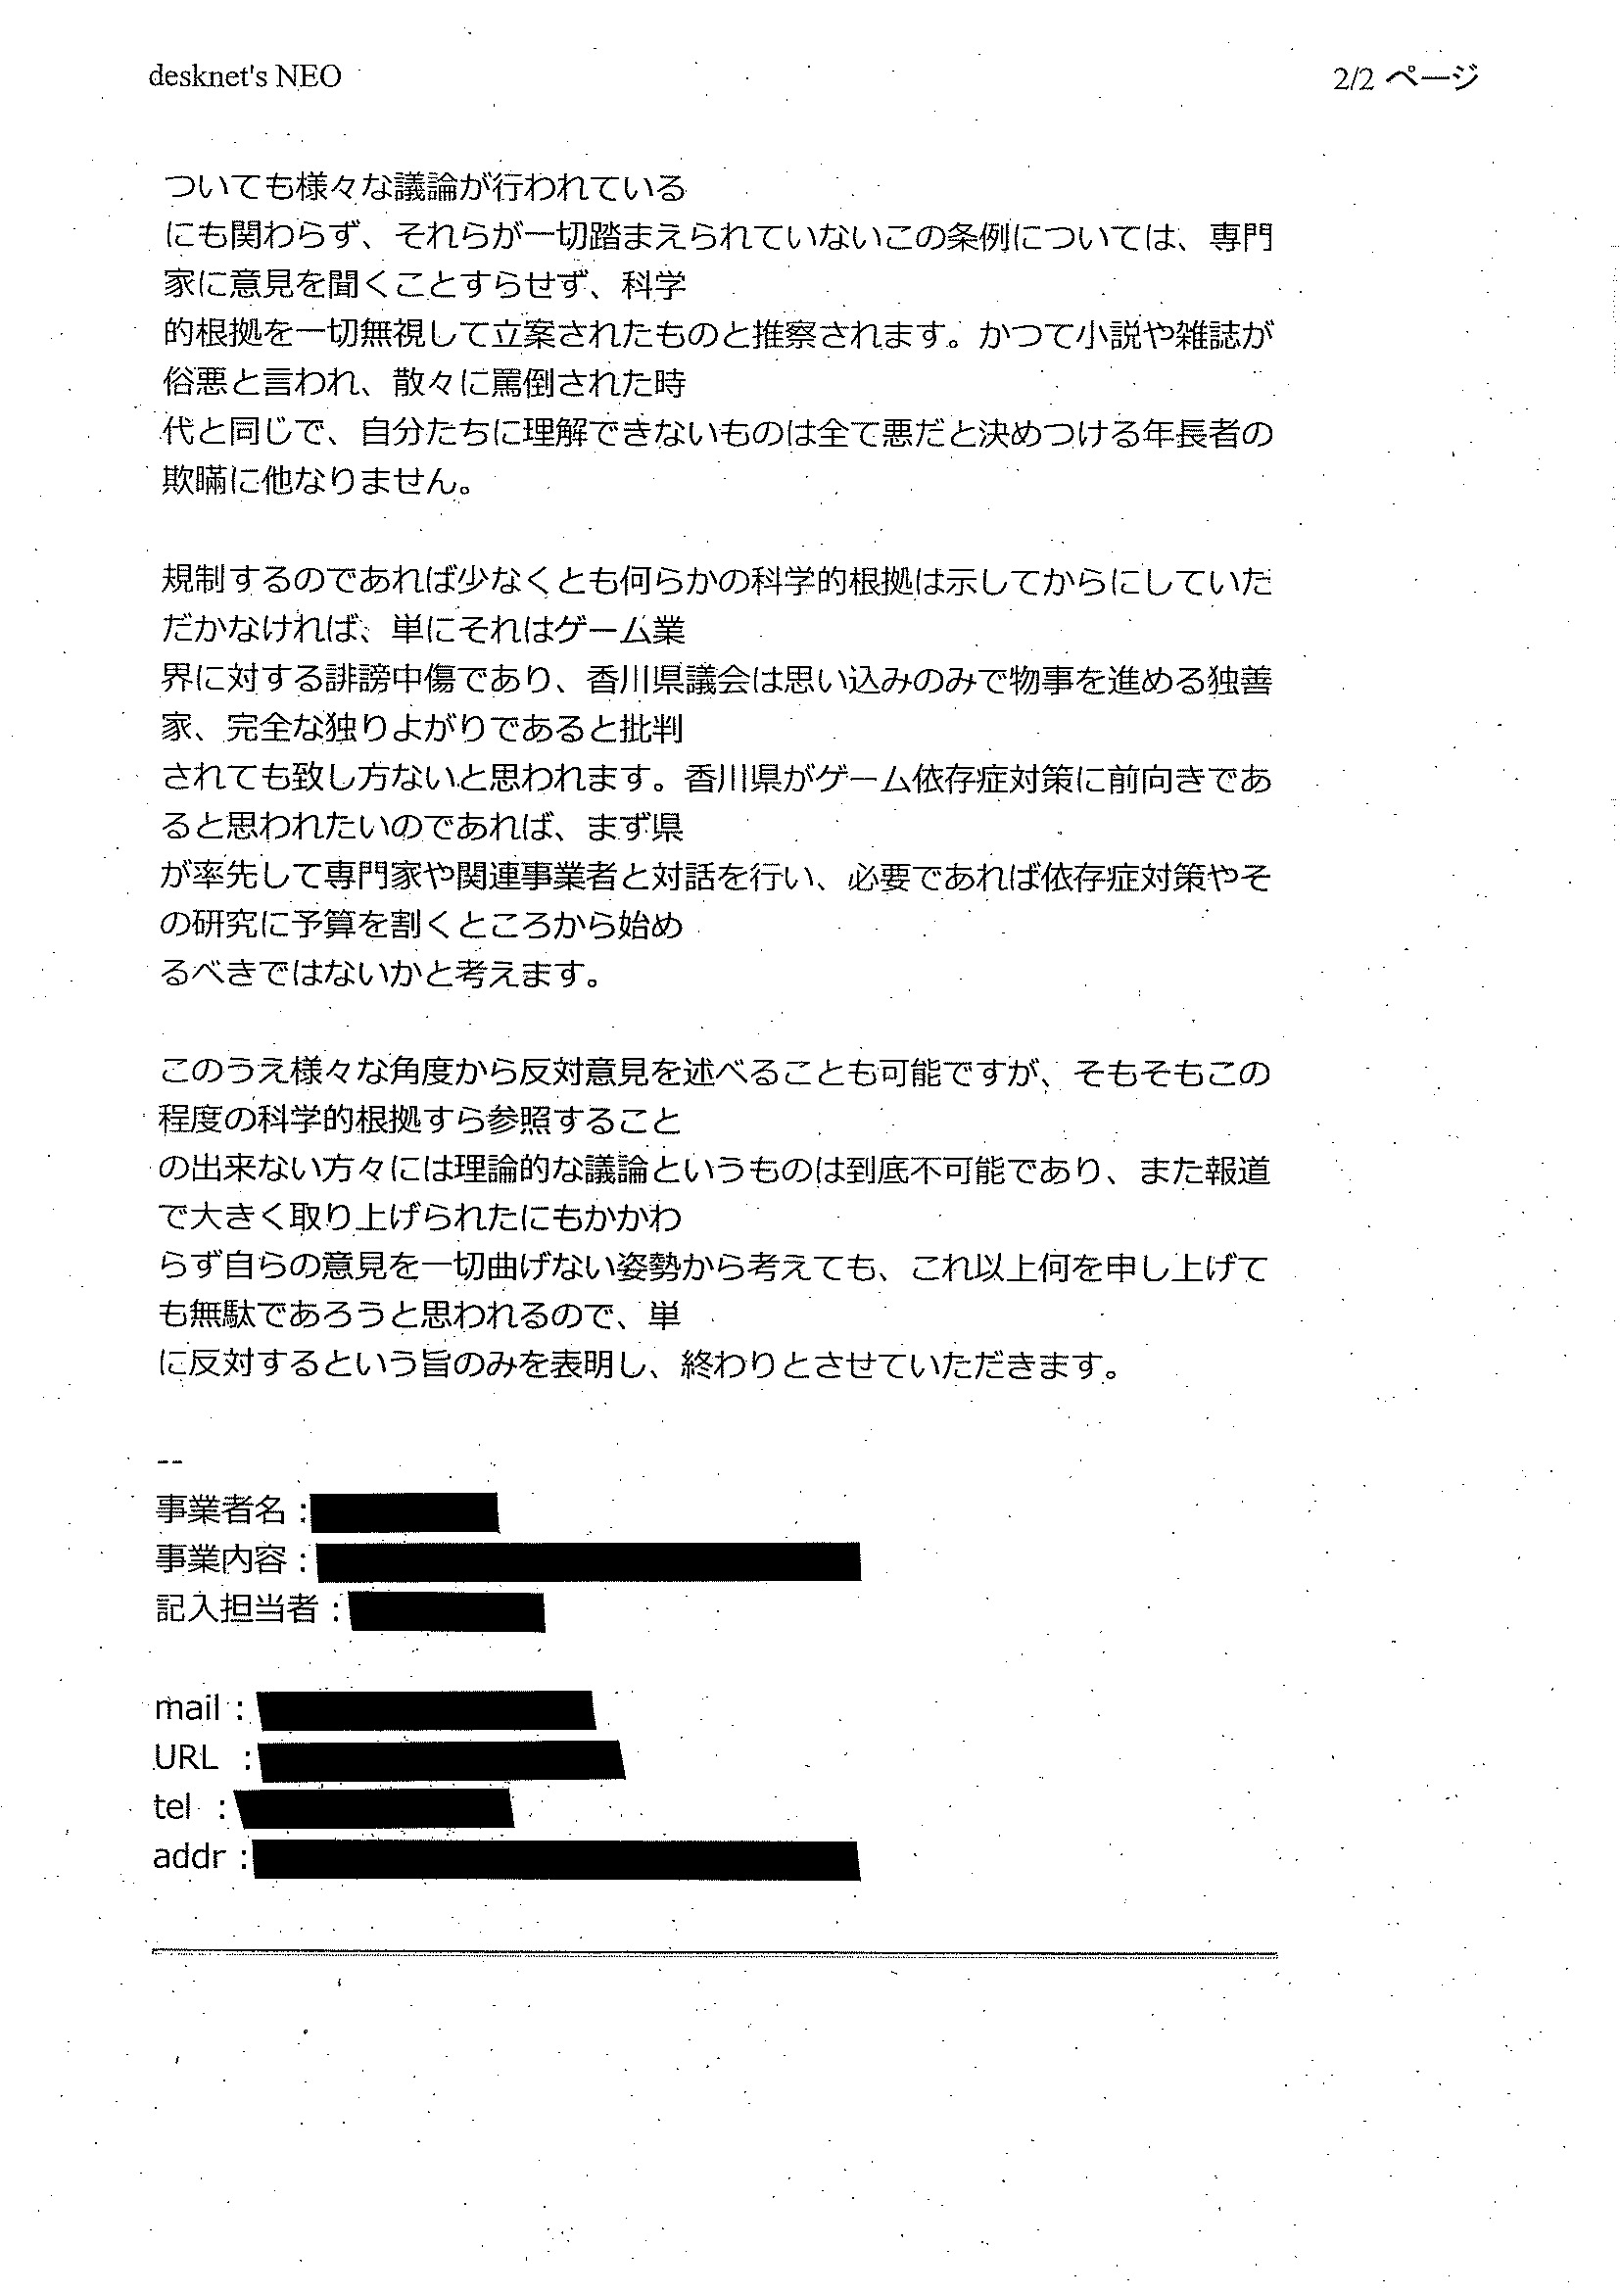 desknet's NEO
2/2 ページ
ついても様々な議論が行われている
にも関わらず、それらが一切踏まえられていないこの条例については、専門
家に意見を聞くことすらせず、科学
的根拠を一切無視して立案されたものと推察されます。かつて小説や雑誌が
俗悪と言われ、散々に罵倒された時
代と同じで、自分たちに理解できないものは全て悪だと決めつける年長者の
欺瞞に他なりません。
規制するのであれば少なくとも何らかの科学的根拠は示してからにしていた
だかなければ、単にそれはゲーム業
界に対する誹謗中傷であり、香川県議会は思い込みのみで物事を進める独善
家、完全な独りよがりであると批判
されても致し方ないと思われます。香川県がゲーム依存症対策に前向きであ
ると思われたいのであれば、まず県
が率先して専門家や関連事業者と対話を行い、必要であれば依存症対策やそ
の研究に予算を割くところから始め
るべきではないかと考えます。
このうえ様々な角度から反対意見を述べることも可能ですが、そもそもこの
程度の科学的根拠すら参照すること
の出来ない方々には理論的な議論というものは到底不可能であり、また報道
で大きく取り上げられたにもかかわ
らず自らの意見を一切曲げない姿勢から考えても、これ以上何を申し上げて
も無駄であろうと思われるので、単
に反対するという旨のみを表明し、終わりとさせていただきます。
--
事業者名：
事業内容：
記入担当者：
mail：
URL ：
tel ：
addr：